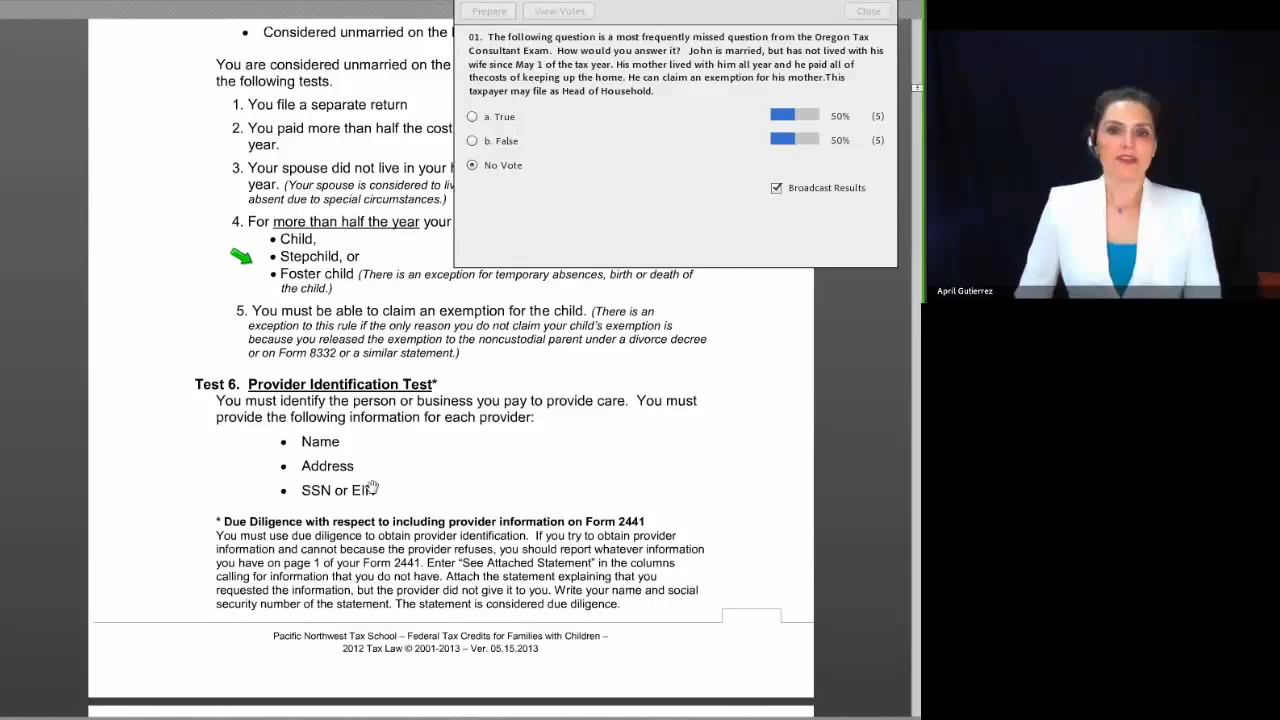 Considered unmarried on the
You are considered unmarried on the
the following tests.
1. You file a separate return
2. You paid more than half the cost
year.
3. Your spouse did not live in your
year. (Your spouse is considered to
absent due to special circumstances.)
4. For more than half the year your
• Child,
• Stepchild, or
• Foster child (There is an exception for temporary absences, birth or death of
the child.)
5. You must be able to claim an exemption for the child. (There is an
exception to this rule if the only reason you do not claim your child's exemption is
because you released the exemption to the noncustodial parent under a divorce decree
or on Form 8332 or a similar statement.)
Test 6. Provider Identification Test*
You must identify the person or business you pay to provide care. You must
provide the following information for each provider:
• Name
• Address
• SSN or EIN
* Due Diligence with respect to including provider information on Form 2441
You must use due diligence to obtain provider identification. If you try to obtain provider
information and cannot because the provider refuses, you should report whatever information
you have on page 1 of your Form 2441. Enter “See Attached Statement” in the columns
calling for information that you do not have. Attach the statement explaining that you
requested the information, but the provider did not give it to you. Write your name and social
security number of the statement. The statement is considered due diligence.
Pacific Northwest Tax School – Federal Tax Credits for Families with Children –
2012 Tax Law © 2001-2013 – Ver. 05.15.2013
Prepare View Votes Close
01. The following question is a most frequently missed question from the Oregon Tax
Consultant Exam. How would you answer it? John is married, but has not lived with his
wife since May 1 of the tax year. His mother lived with him all year and he paid all of
thecosts of keeping up the home. He can claim an exemption for his mother.This
taxpayer may file as Head of Household.
a. True 50% (5)
b. False 50% (5)
No Vote
Broadcast Results
April Gutierrez